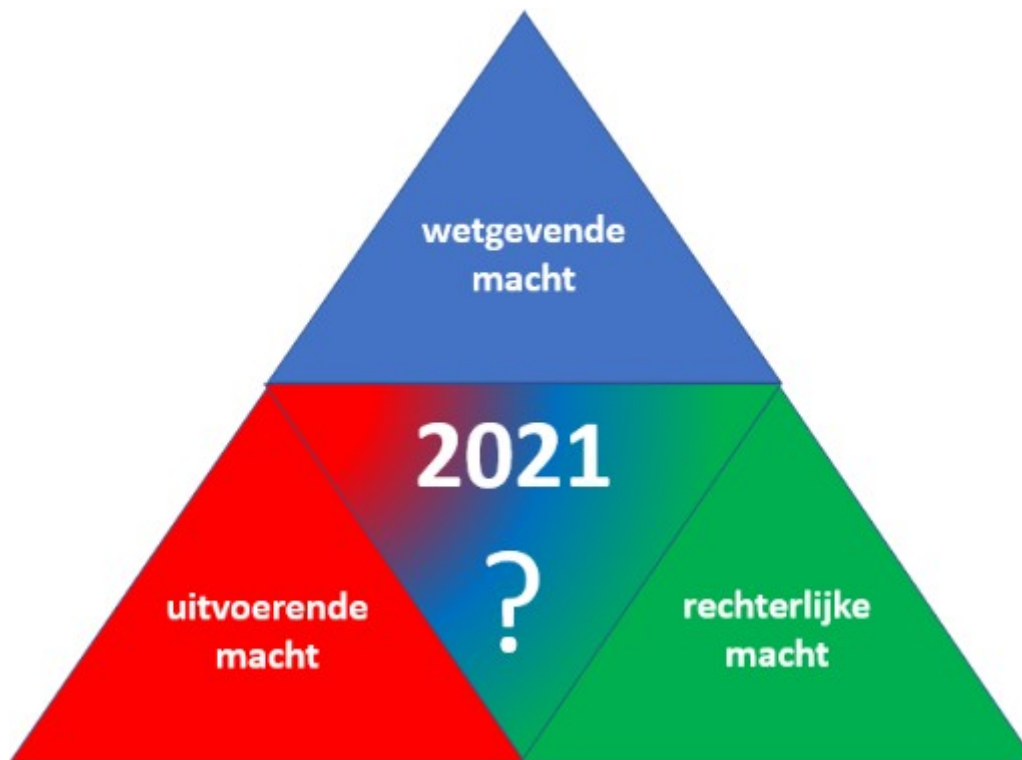 wetgevende
macht
2021
?
uitvoerende
macht
rechterlijke
macht